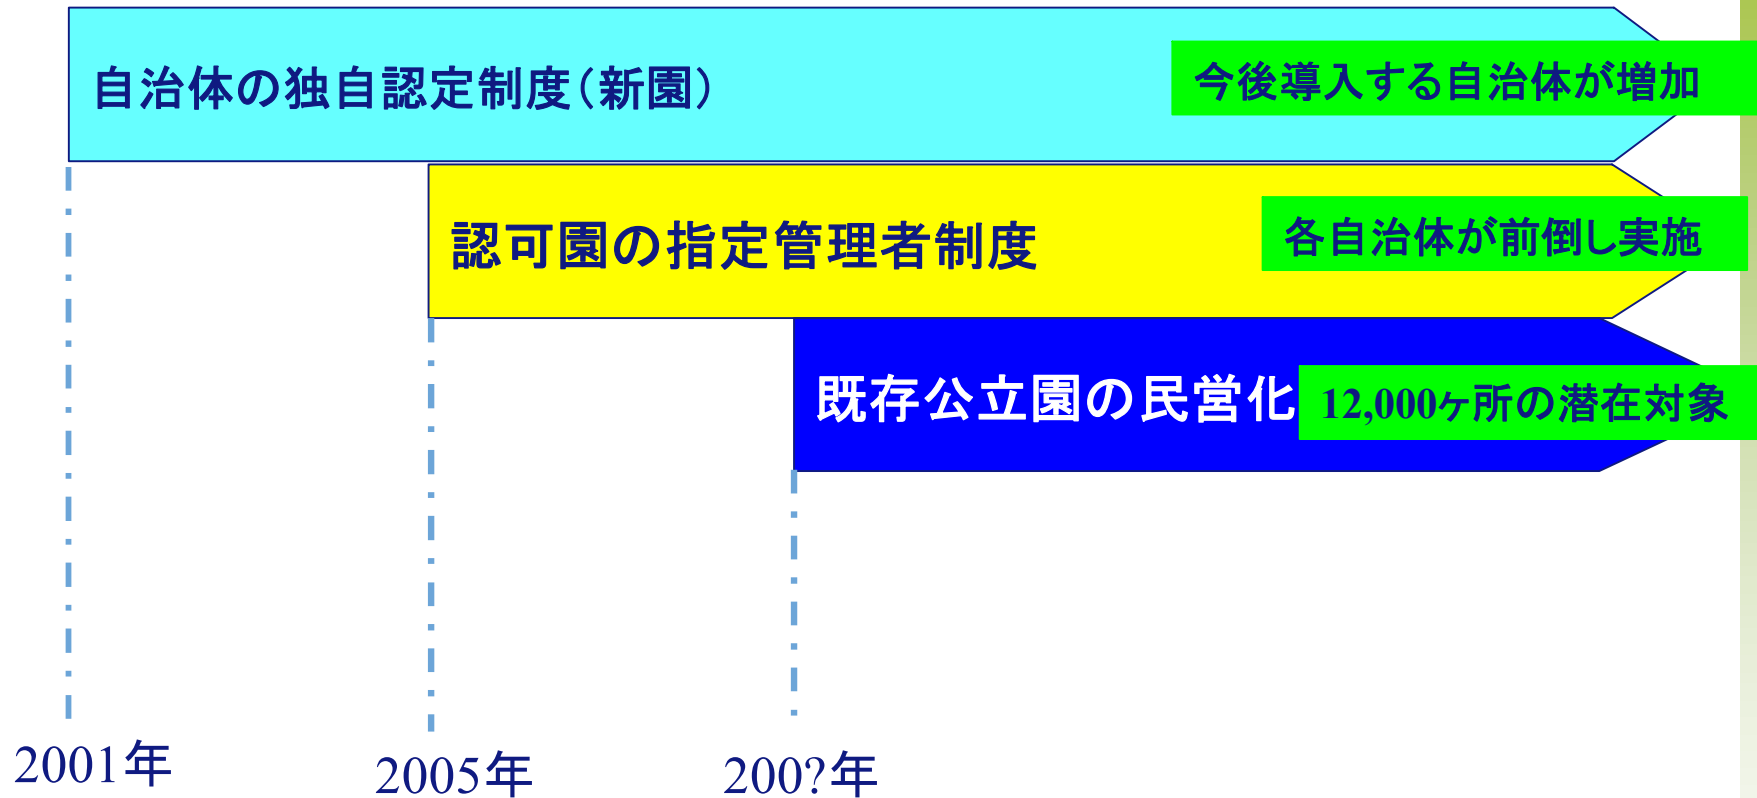 自治体の独自認定制度（新園）
今後導入する自治体が増加
認可園の指定管理者制度
各自治体が前倒し実施
既存公立園の民営化
12,000ヶ所の潜在対象
2001年
2005年
200?年